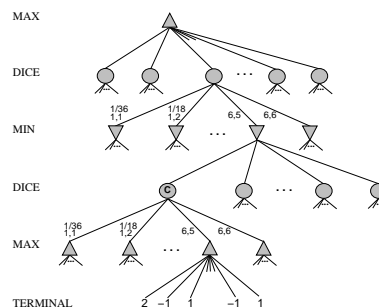 MAX
DICE
...
1/36 1/18
1,1 1,2 6,5 6,6
MIN
...
DICE
C
... ...
1/36 1/18
1,1 1,2 6,5 6,6
MAX
...
TERMINAL 2 −1 1 −1 1